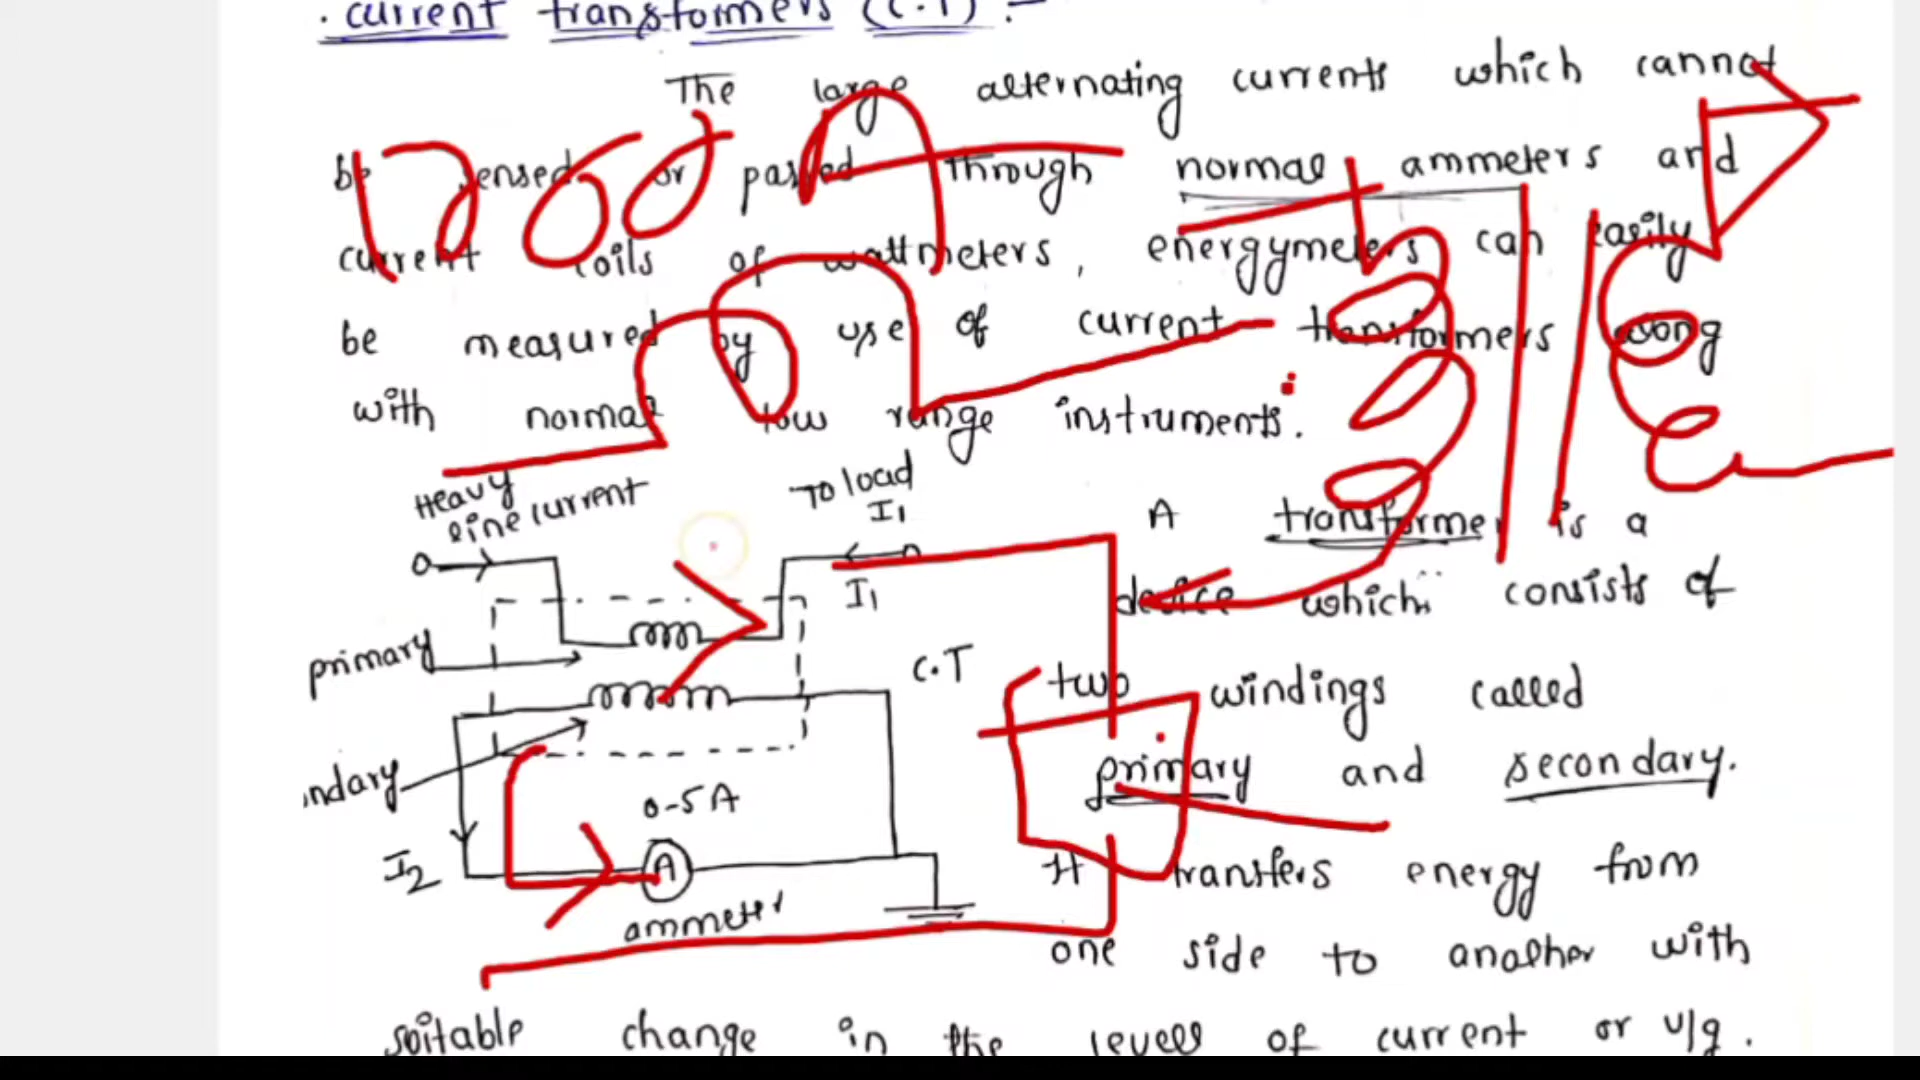 . current transformers (C.T) :-
The large alternating currents which cannot
be sensed or passed through normal ammeters and
current coils of wattmeters, energymeters can easily
be measured by use of current transformers along
with normal low range instruments.
Heavy
line current
To load
I1
A transformer is a
I1
device which consists of
primary
C.T
two windings called
ndary
0-5A
primary and secondary.
I2
A
It transfers energy from
ammeter
one side to another with
suitable change in the levels of current or v/g.
1200A